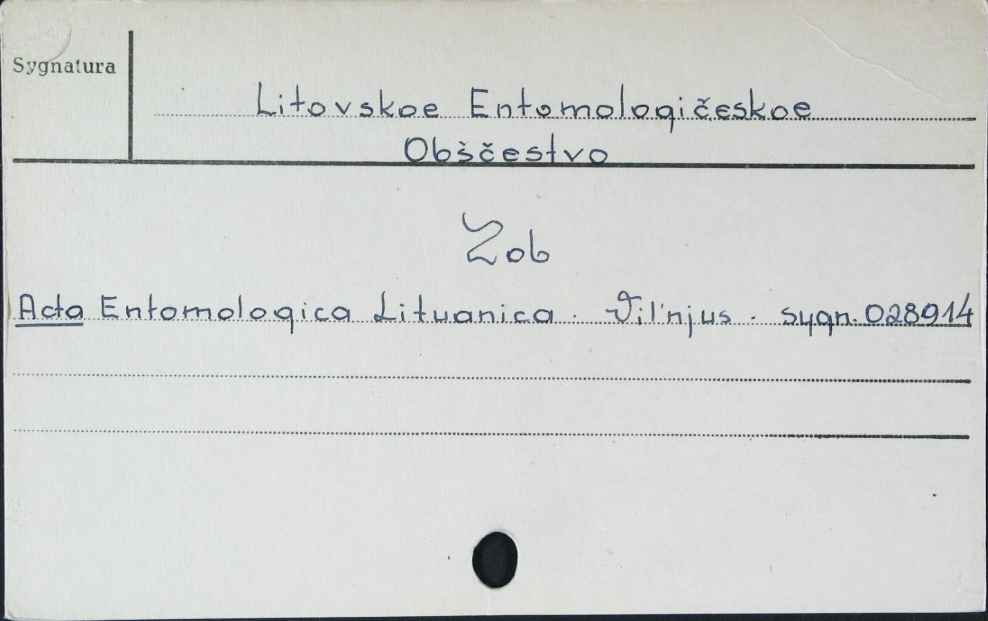 Sygnatura
Litovskoe Entomologičeskoe
Obščestvo
Zob
Acta Entomologica Lituanica. Vil'njus. sygn. 028914